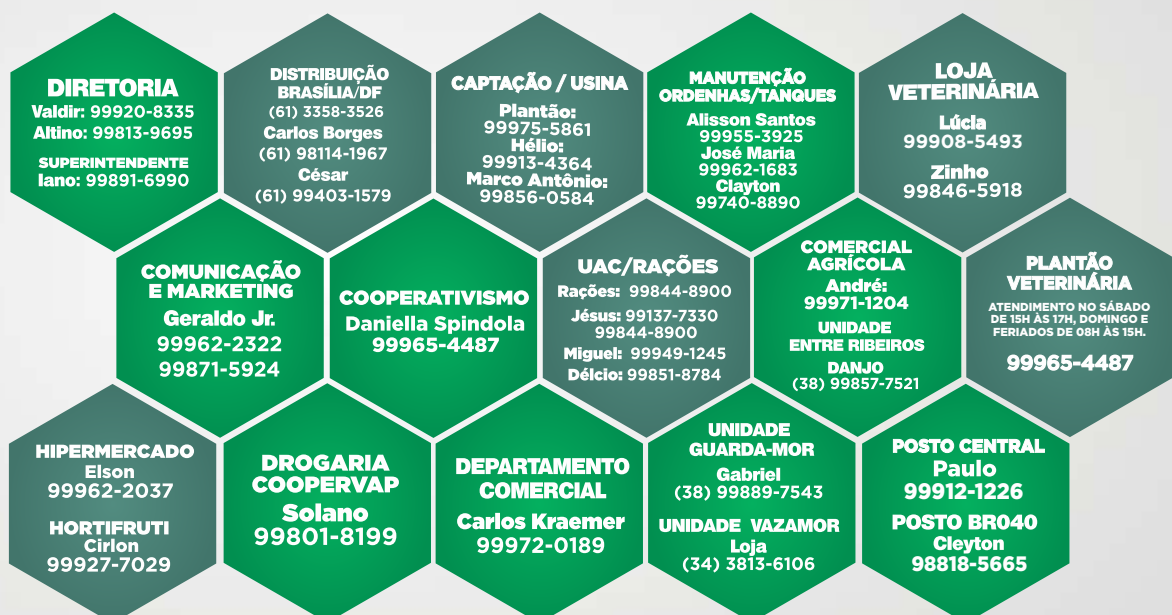 DIRETORIA
Valdir: 99920-8335
Altino: 99813-9695
SUPERINTENDENTE
Iano: 99891-6990
DISTRIBUIÇÃO
BRASÍLIA/DF
(61) 3358-3526
Carlos Borges
(61) 98114-1967
César
(61) 99403-1579
CAPTAÇÃO / USINA
Plantão:
99975-5861
Hélio:
99913-4364
Marco Antônio:
99856-0584
MANUTENÇÃO
ORDENHAS/TANQUES
Alisson Santos
99955-3925
José Maria
99962-1683
Clayton
99740-8890
LOJA
VETERINÁRIA
Lúcia
99908-5493
Zinho
99846-5918
COMUNICAÇÃO
E MARKETING
Geraldo Jr.
99962-2322
99871-5924
COOPERATIVISMO
Daniella Spindola
99965-4487
UAC/RAÇÕES
Rações: 99844-8900
Jésus: 99137-7330
99844-8900
Miguel: 99949-1245
Délcio: 99851-8784
COMERCIAL
AGRÍCOLA
André:
99971-1204
UNIDADE
ENTRE RIBEIROS
DANJO
(38) 99857-7521
PLANTÃO
VETERINÁRIA
ATENDIMENTO NO SÁBADO
DE 15H ÀS 17H, DOMINGO E
FERIADOS DE 08H ÀS 15H.
99965-4487
HIPERMERCADO
Elson
99962-2037
HORTIFRUTI
Cirlon
99927-7029
DROGARIA
COOPERVAP
Solano
99801-8199
DEPARTAMENTO
COMERCIAL
Carlos Kraemer
99972-0189
UNIDADE
GUARDA-MOR
Gabriel
(38) 99889-7543
UNIDADE VAZAMOR
Loja
(34) 3813-6106
POSTO CENTRAL
Paulo
99912-1226
POSTO BR040
Cleyton
98818-5665